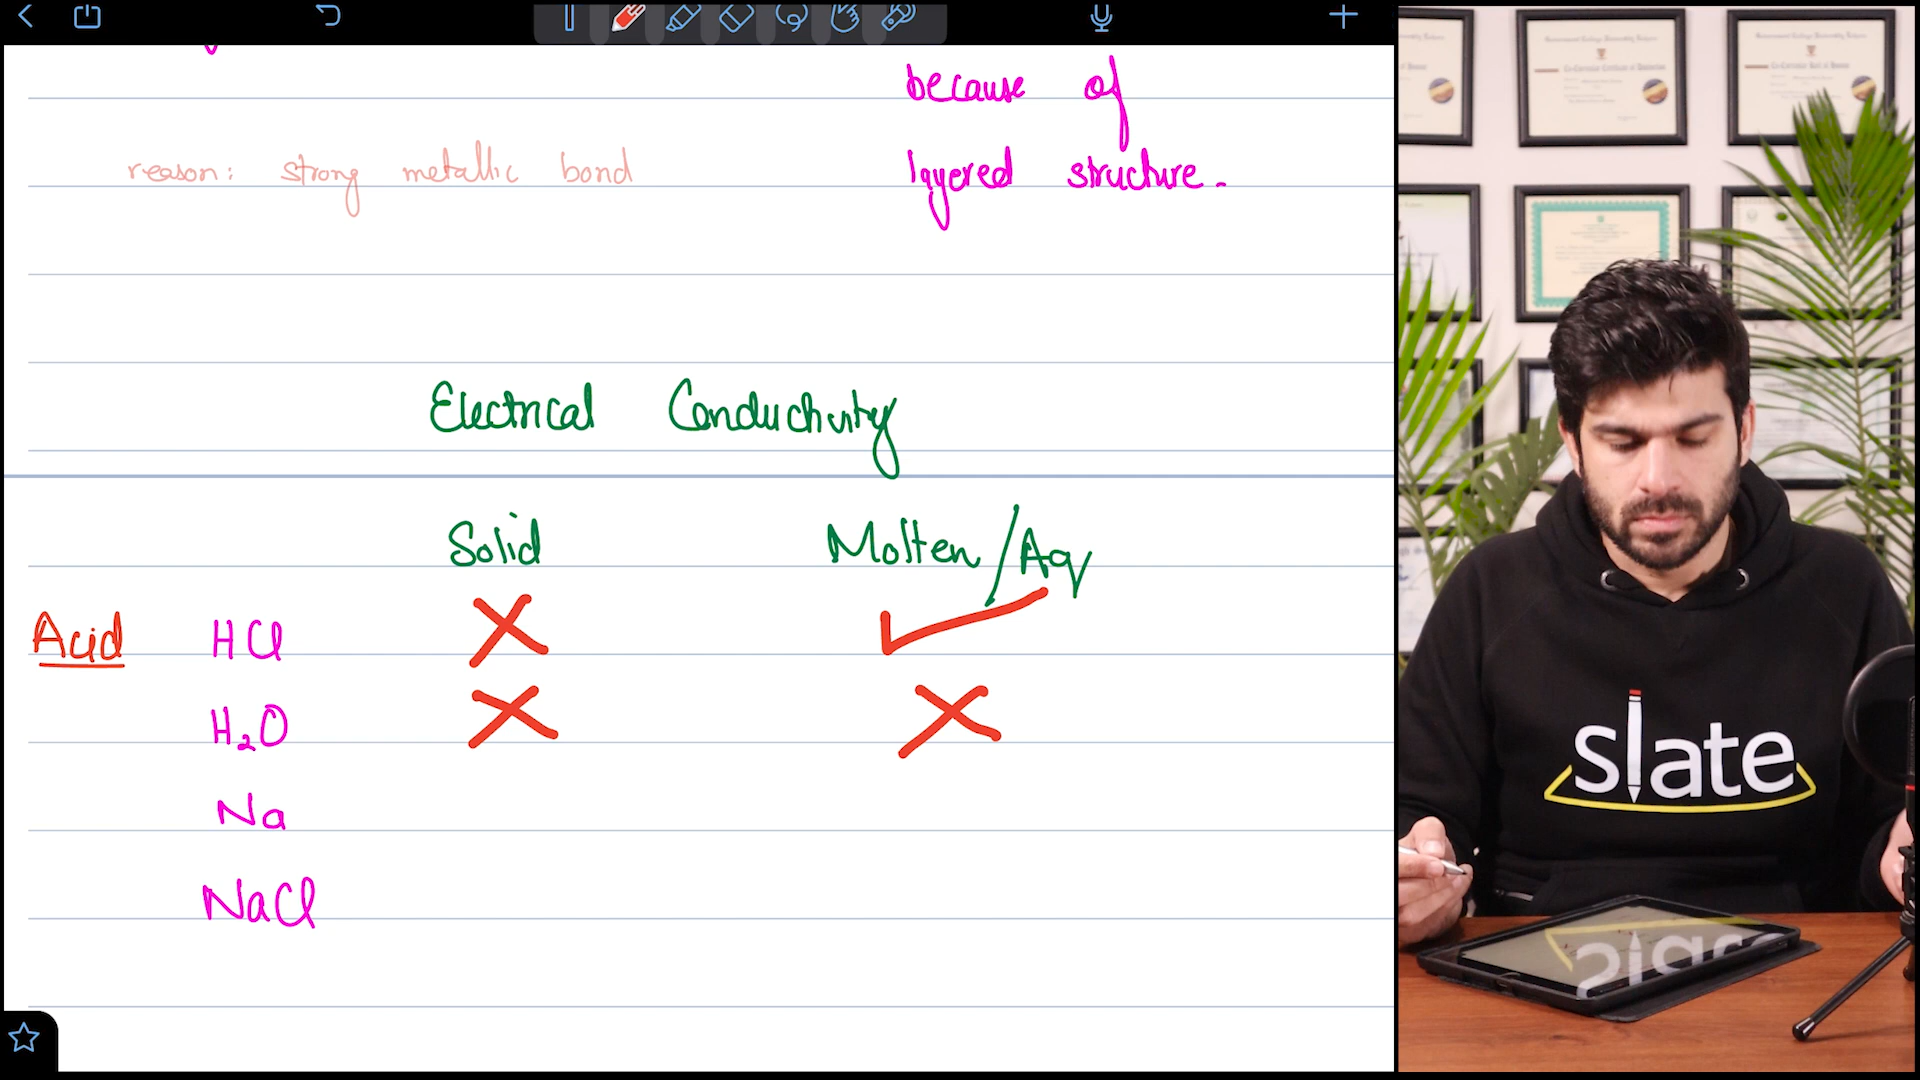 because of
reason: strong metallic bond
layered structure.
Electrical Conductivity
Solid Molten/Aq
Acid HCl
H₂O
Na
NaCl
slate